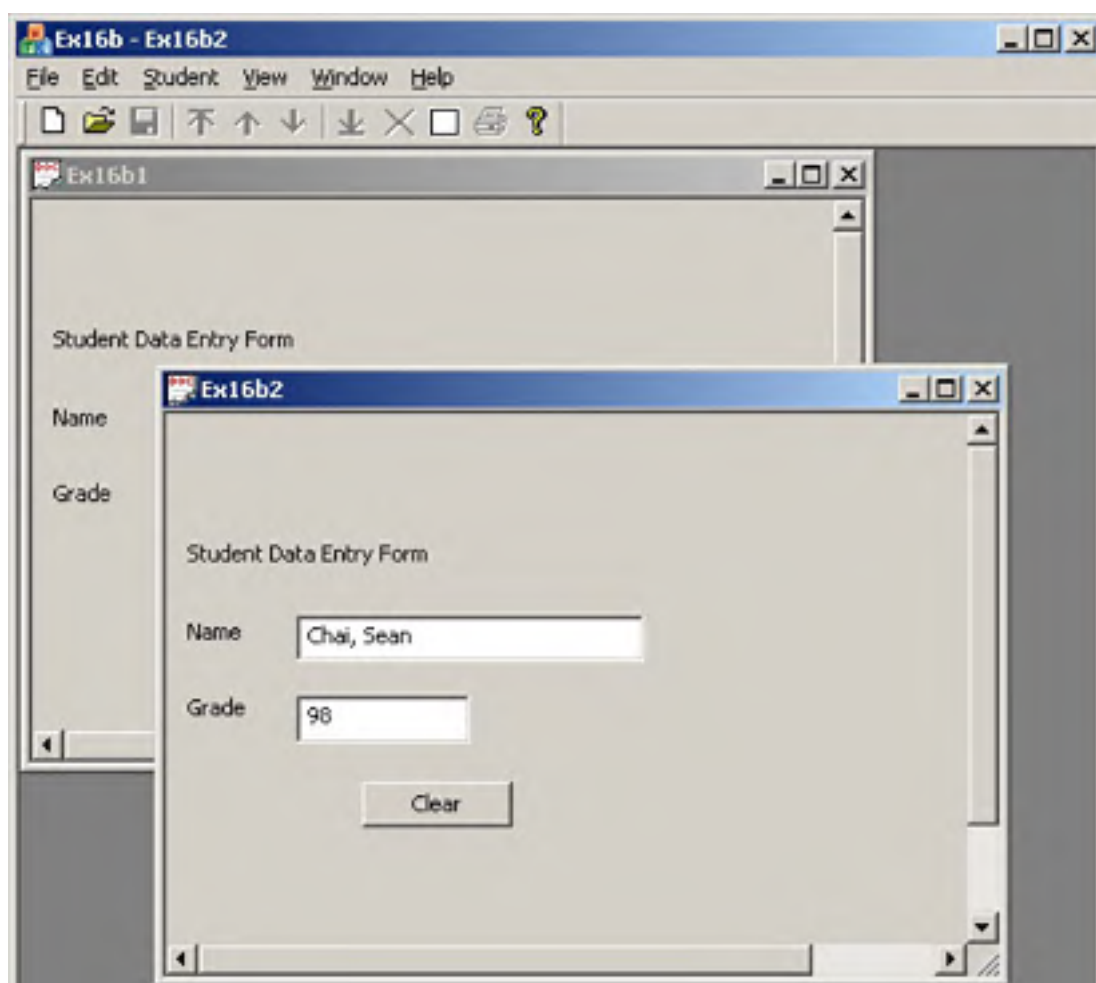 Ex16b - Ex16b2
File Edit Student View Window Help
Ex16b1
Student Data Entry Form
Name
Grade
Ex16b2
Student Data Entry Form
Name Chai, Sean
Grade 98
Clear